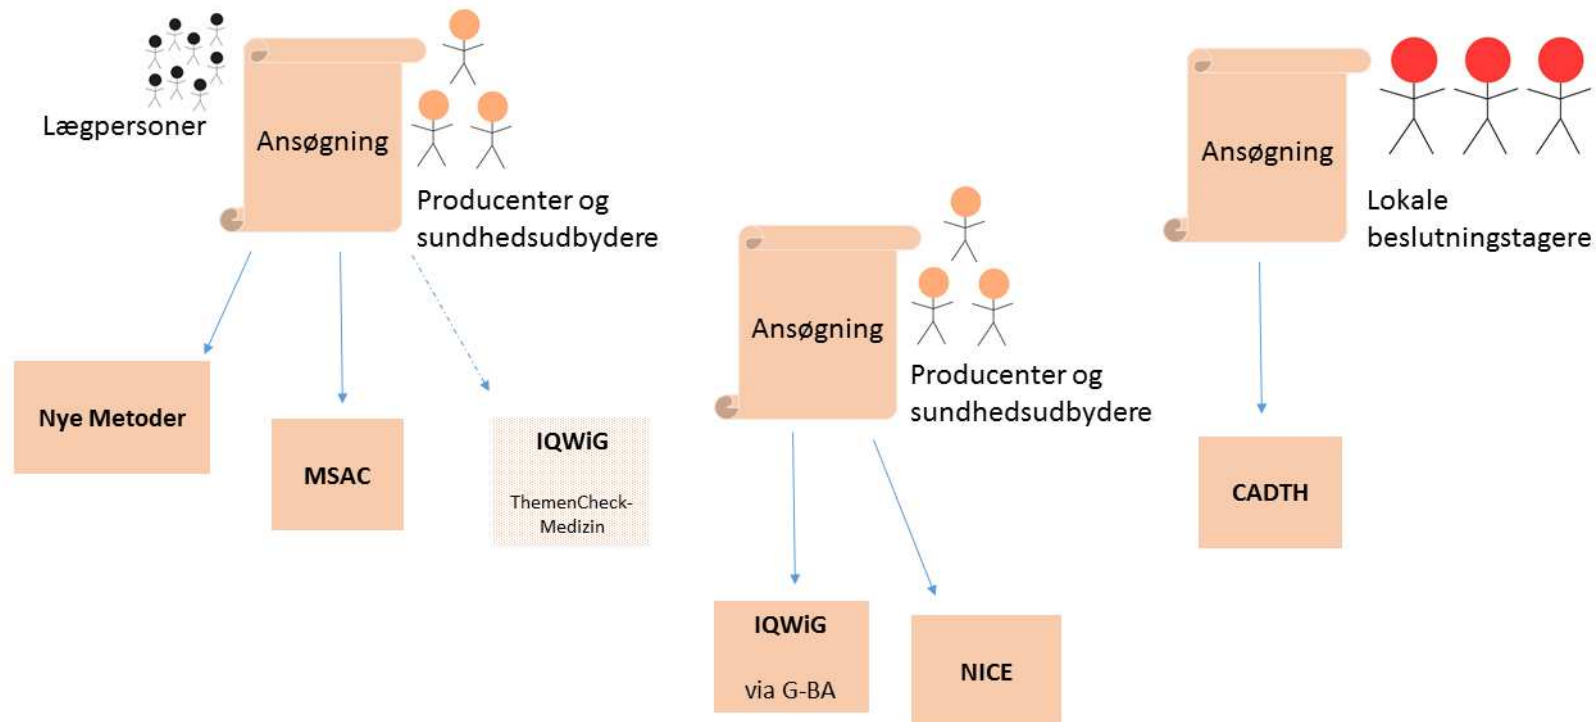 Lægpersoner
Ansøgning
Producenter og
sundhedsudbydere
Nye Metoder
MSAC
IQWiG
ThemenCheck-
Medizin
Ansøgning
Producenter og
sundhedsudbydere
IQWiG
via G-BA
NICE
Ansøgning
Lokale
beslutningstagere
CADTH